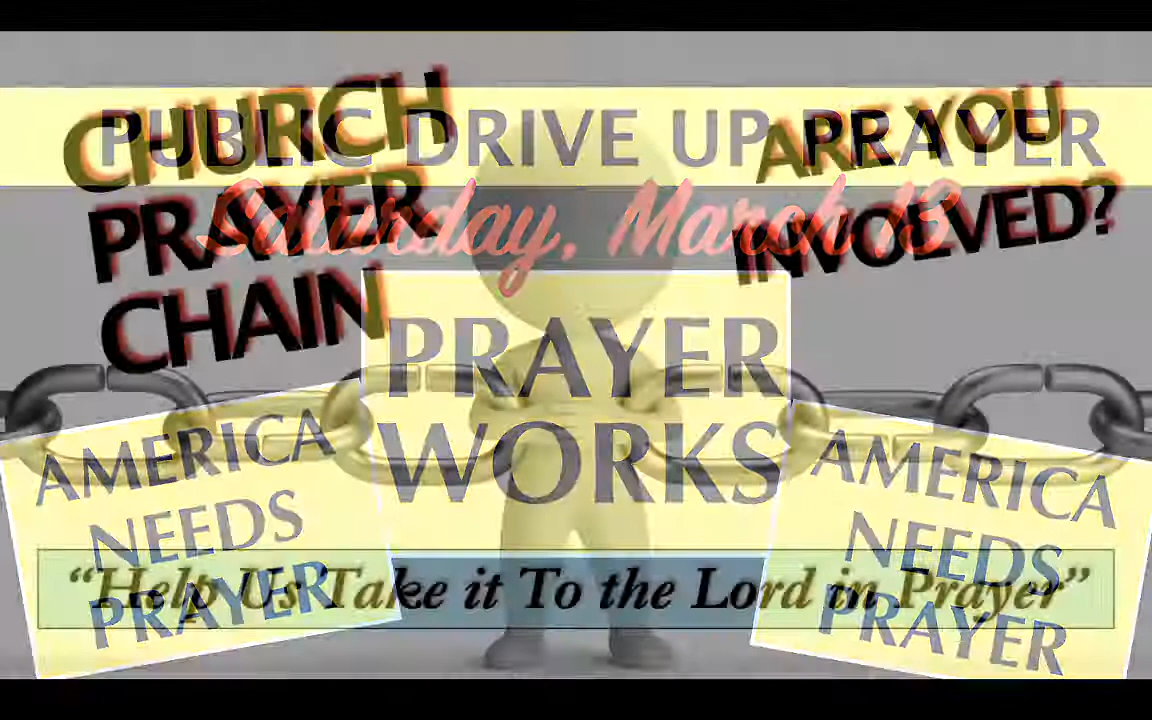 PUBLIC DRIVE UP PRAYER
Saturday, March 13
CHURCH
PRAYER
CHAIN
ARE YOU
INVOLVED?
PRAYER
WORKS
AMERICA
NEEDS
PRAYER
AMERICA
NEEDS
PRAYER
“Help Us Take it To the Lord in Prayer”